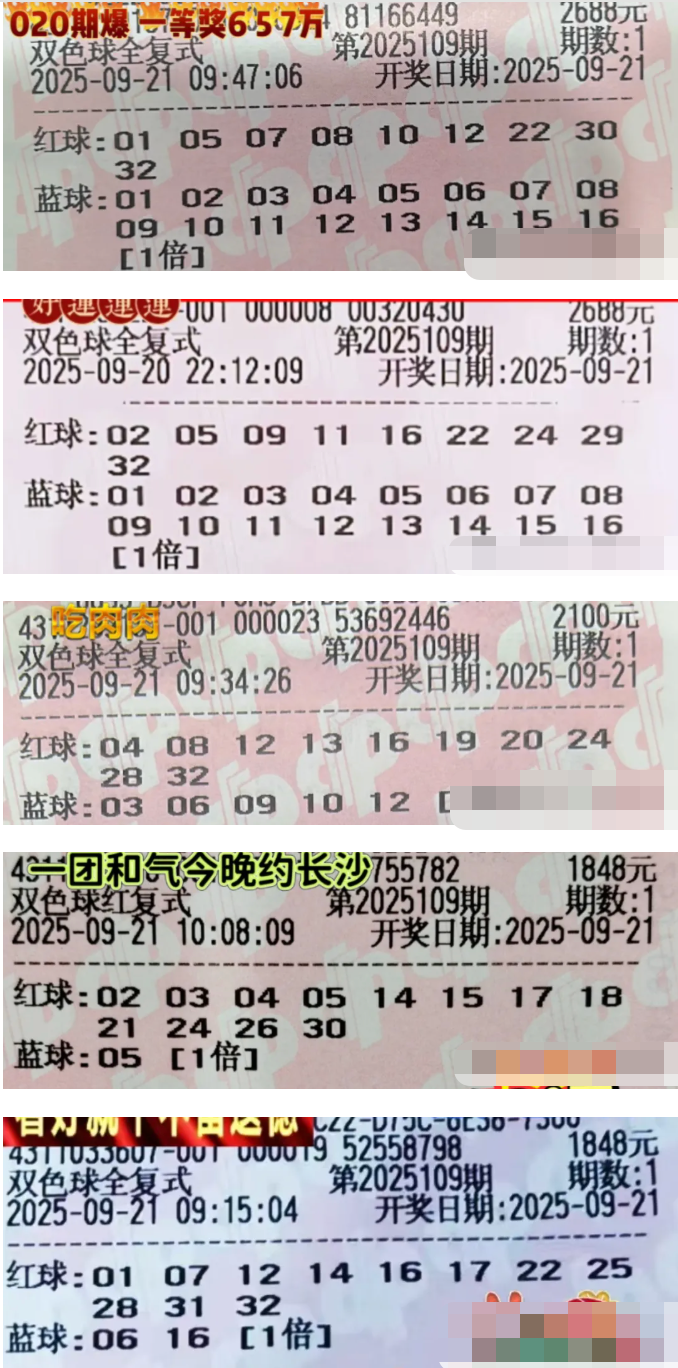 020期爆 一等奖657万
81166449 2688元
双色球全复式 第2025109期 期数:1
2025-09-21 09:47:06 开奖日期:2025-09-21
红球:01 05 07 08 10 12 22 30
32
蓝球:01 02 03 04 05 06 07 08
09 10 11 12 13 14 15 16
[1倍]
好運運運 -001 000008 00320430 2688元
双色球全复式 第2025109期 期数:1
2025-09-20 22:12:09 开奖日期:2025-09-21
红球:02 05 09 11 16 22 24 29
32
蓝球:01 02 03 04 05 06 07 08
09 10 11 12 13 14 15 16
[1倍]
43 吃肉肉 -001 000023 53692446 2100元
双色球全复式 第2025109期 期数:1
2025-09-21 09:34:26 开奖日期:2025-09-21
红球:04 08 12 13 16 19 20 24
28 32
蓝球:03 06 09 10 12 [
一团和气今晚约长沙 755782 1848元
双色球红复式 第2025109期 期数:1
2025-09-21 10:08:09 开奖日期:2025-09-21
红球:02 03 04 05 14 15 17 18
21 24 26 30
蓝球:05 [1倍]
4311033607-001 000019 52558798 1848元
双色球全复式 第2025109期 期数:1
2025-09-21 09:15:04 开奖日期:2025-09-21
红球:01 07 12 14 16 17 22 25
28 31 32
蓝球:06 16 [1倍]